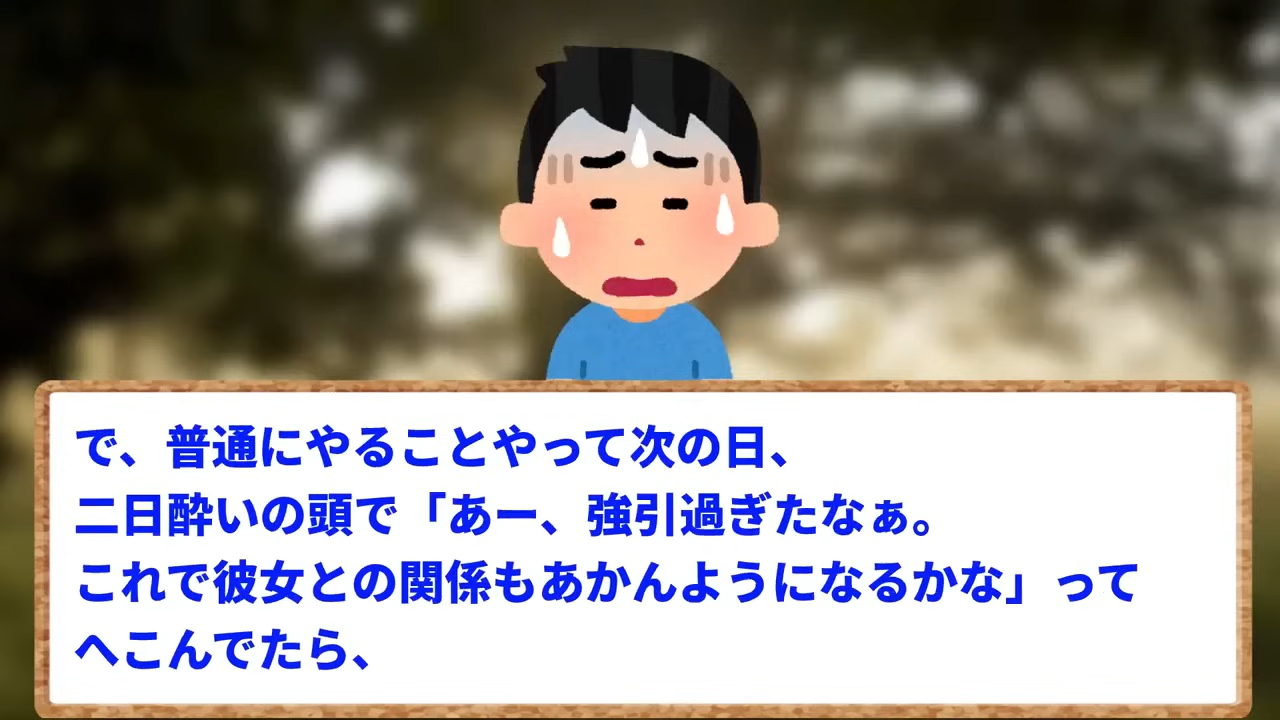 で、普通にやることやって次の日、
二日酔いの頭で「あー、強引過ぎたなぁ。
これで彼女との関係もあかんようになるかな」って
へこんでたら、